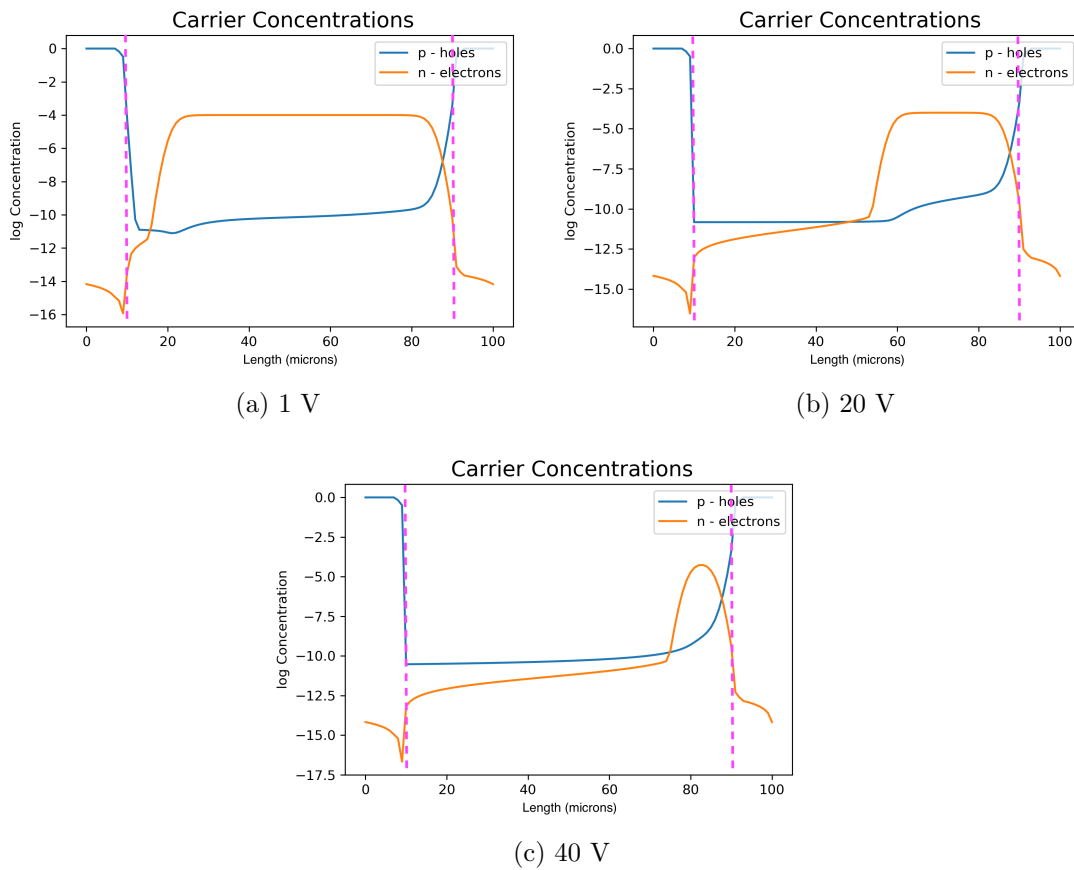 Carrier Concentrations
p - holes
n - electrons
log Concentration
0
−2
−4
−6
−8
−10
−12
−14
−16
0 20 40 60 80 100
Length (microns)
(a) 1 V
Carrier Concentrations
p - holes
n - electrons
log Concentration
0.0
−2.5
−5.0
−7.5
−10.0
−12.5
−15.0
0 20 40 60 80 100
Length (microns)
(b) 20 V
Carrier Concentrations
p - holes
n - electrons
log Concentration
0.0
−2.5
−5.0
−7.5
−10.0
−12.5
−15.0
−17.5
0 20 40 60 80 100
Length (microns)
(c) 40 V